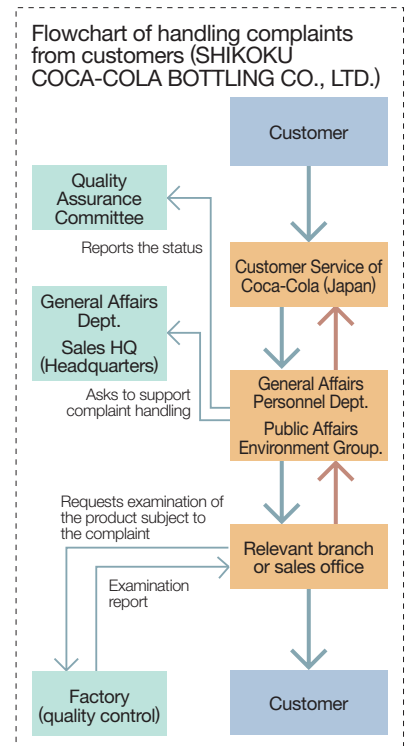 Flowchart of handling complaints
from customers (SHIKOKU
COCA-COLA BOTTLING CO., LTD.)
Customer
Quality
Assurance
Committee
Reports the status
Customer Service of
Coca-Cola (Japan)
General Affairs
Dept.
Sales HQ
(Headquarters)
Asks to support
complaint handling
General Affairs
Personnel Dept.
Public Affairs
Environment Group.
Requests examination of
the product subject to
the complaint
Relevant branch
or sales office
Examination
report
Factory
(quality control)
Customer